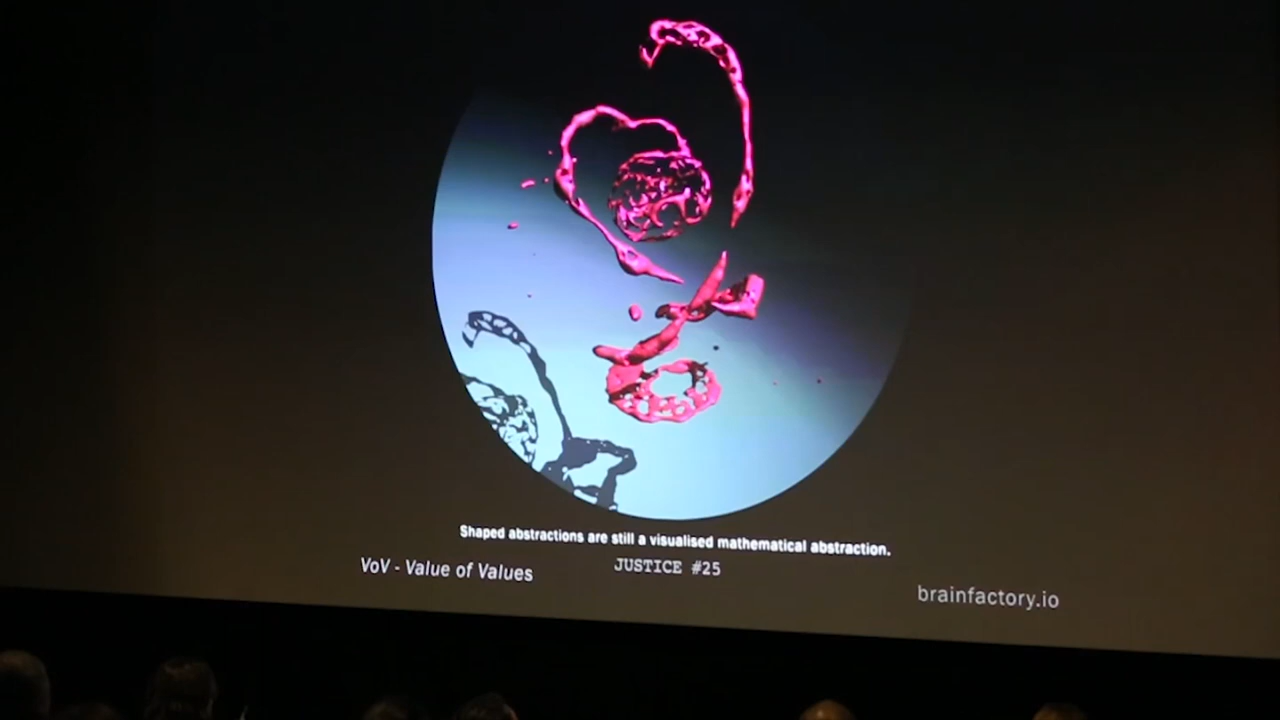 Shaped abstractions are still a visualised mathematical abstraction.
JUSTICE #25
VoV - Value of Values
brainfactory.io